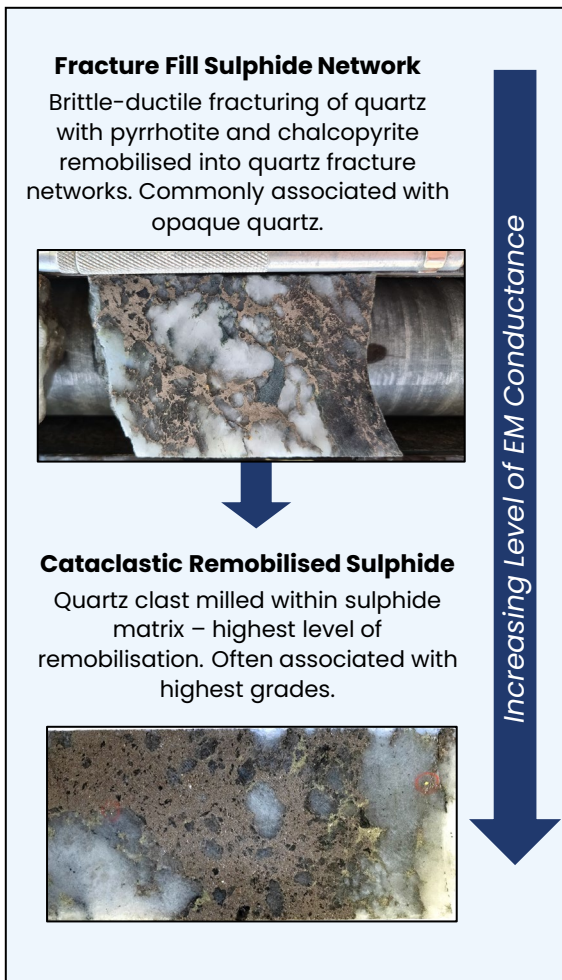 Fracture Fill Sulphide Network
Brittle-ductile fracturing of quartz
with pyrrhotite and chalcopyrite
remobilised into quartz fracture
networks. Commonly associated with
opaque quartz.
Cataclastic Remobilised Sulphide
Quartz clast milled within sulphide
matrix – highest level of
remobilisation. Often associated with
highest grades.
Increasing Level of EM Conductance